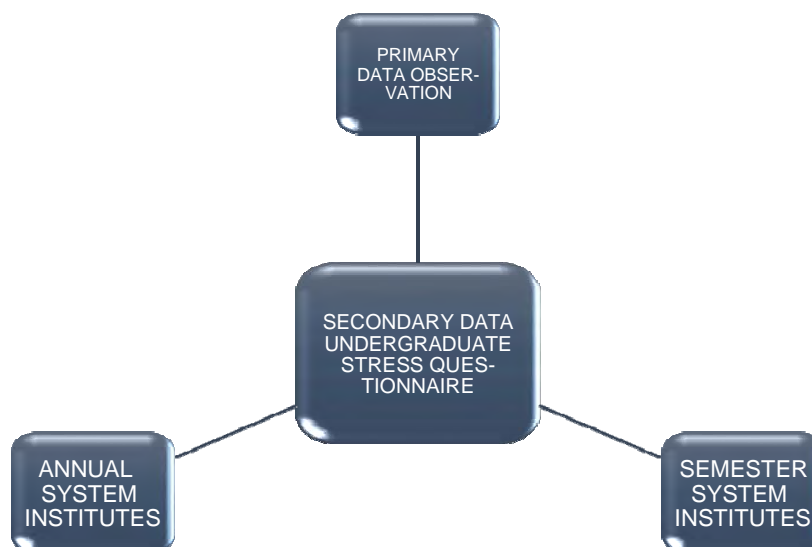 PRIMARY
DATA OBSER-
VATION
SECONDARY DATA
UNDERGRADUATE
STRESS QUES-
TIONNAIRE
ANNUAL
SYSTEM
INSTITUTES
SEMESTER
SYSTEM
INSTITUTES